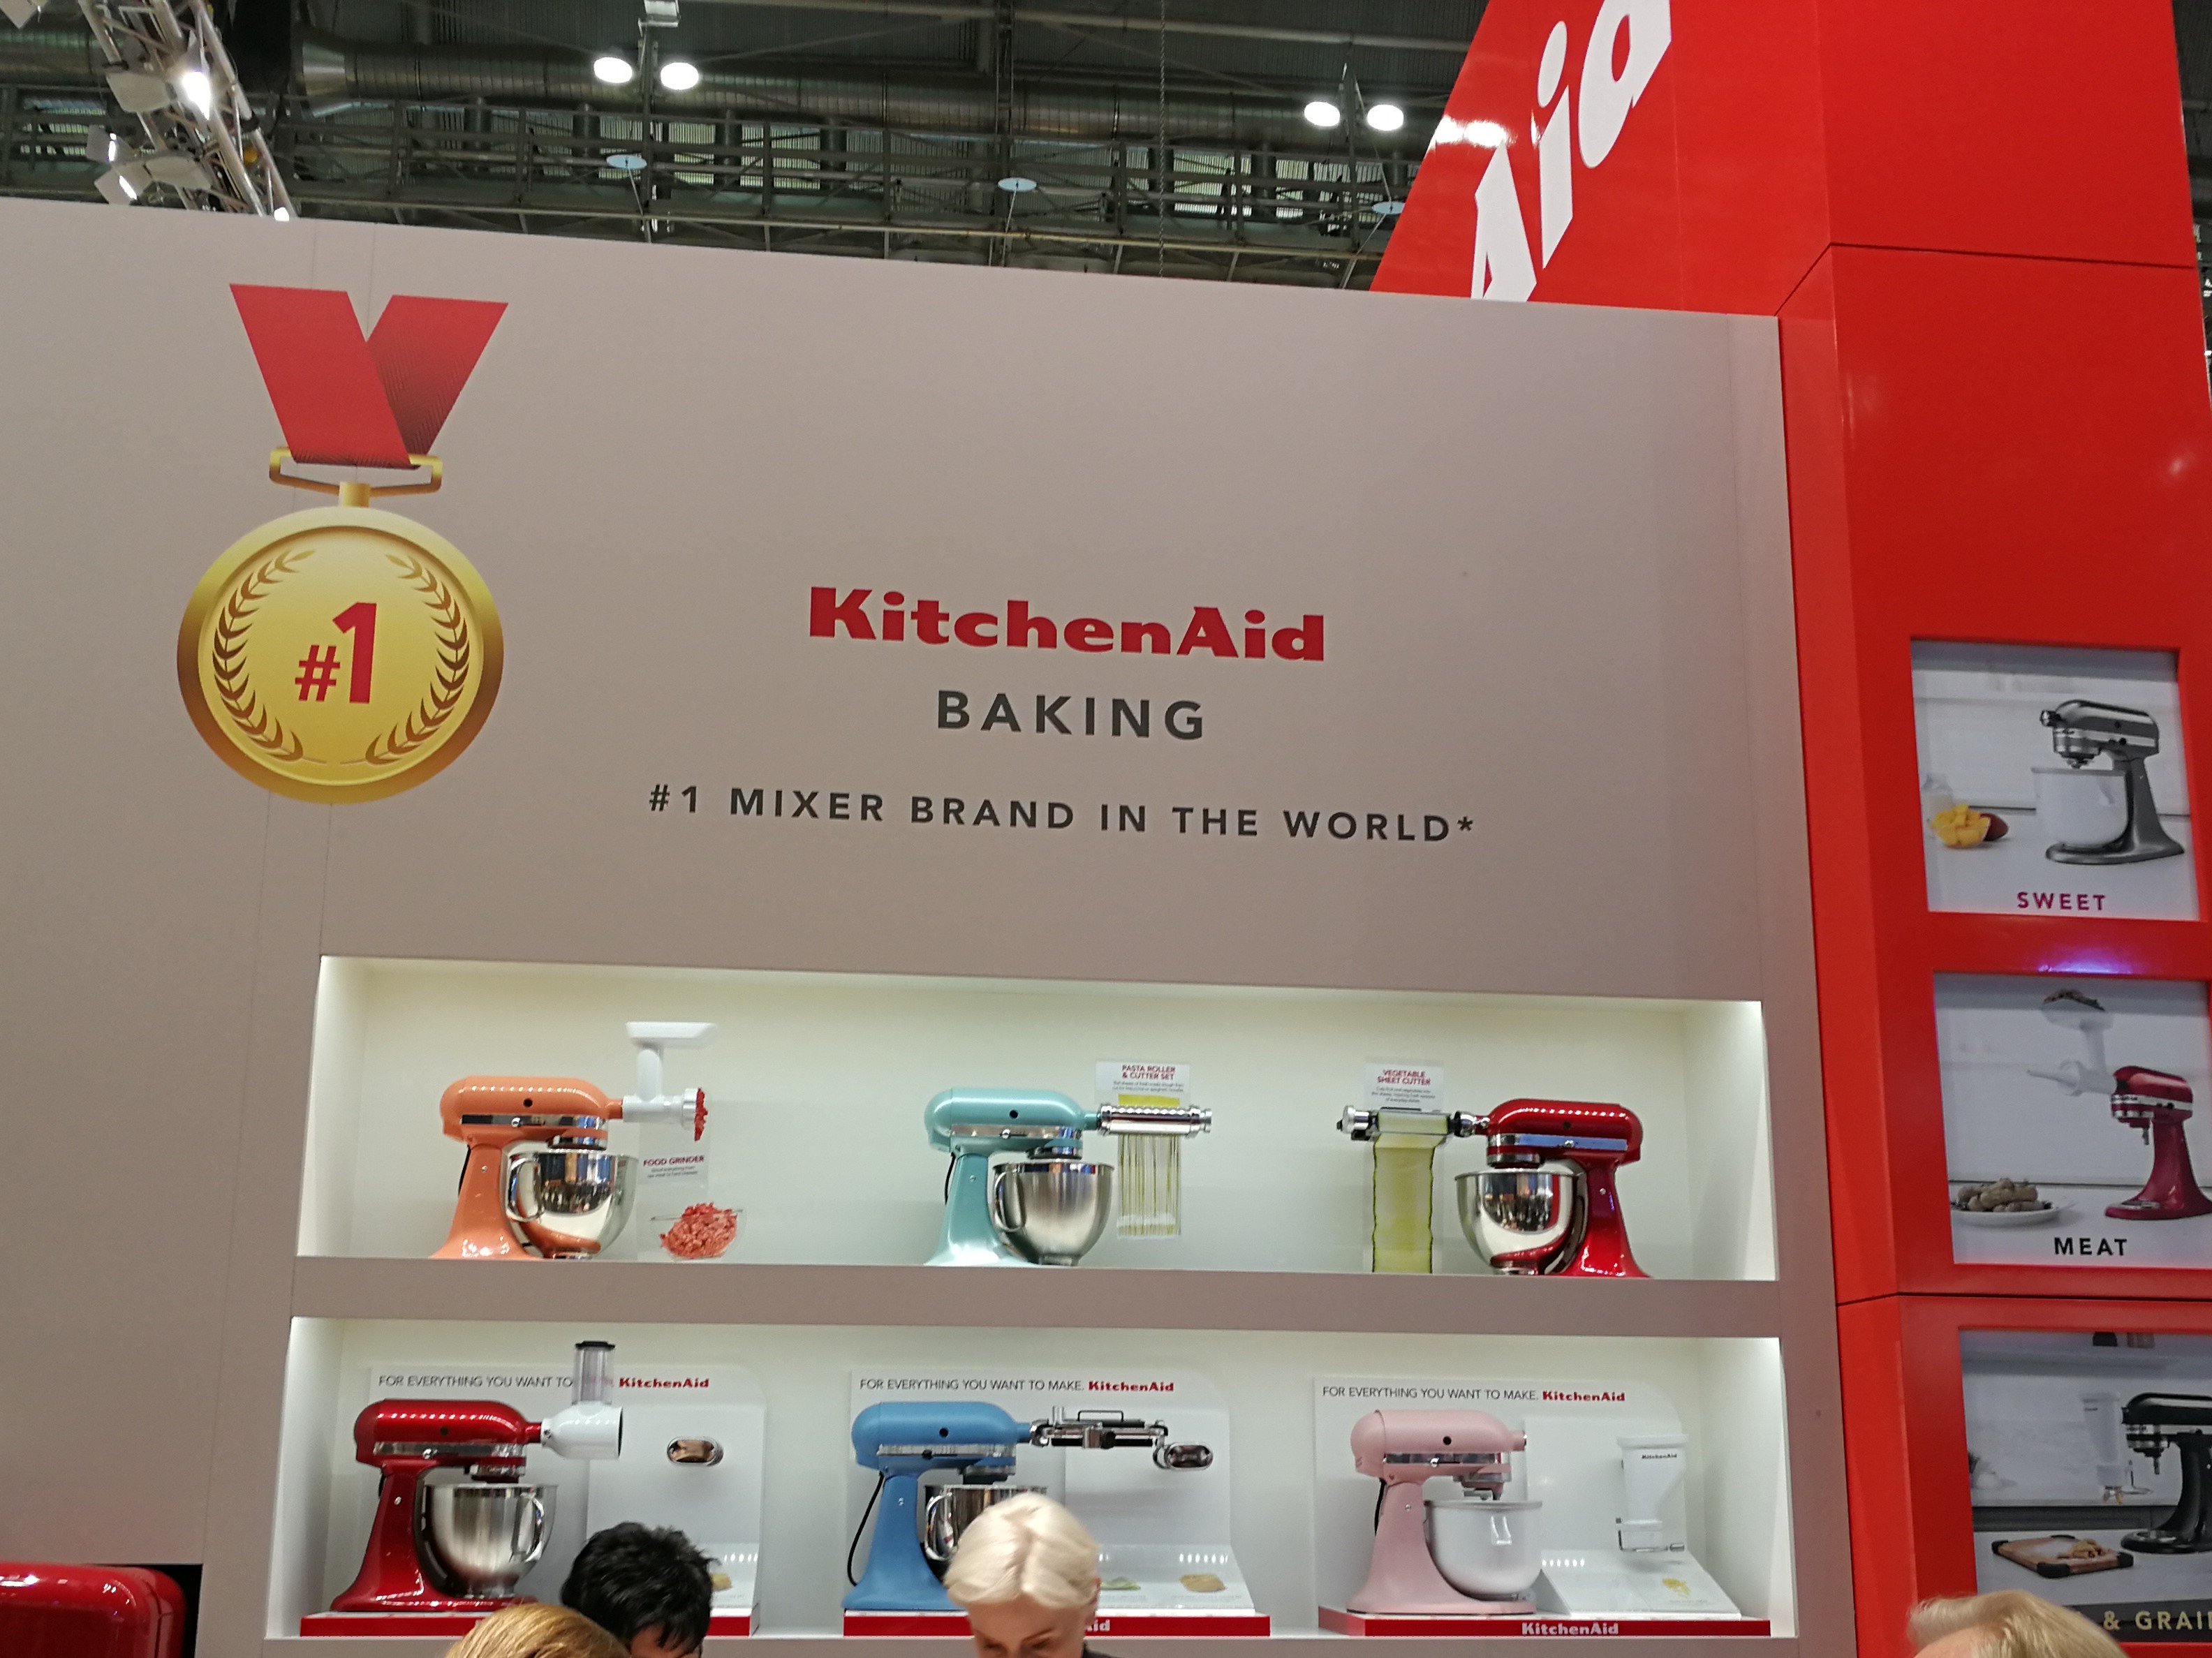 Aid
#1
KitchenAid
BAKING
#1 MIXER BRAND IN THE WORLD*
SWEET
MEAT
PASTA ROLLER
& CUTTER SET
VEGETABLE
SHEET CUTTER
FOOD GRINDER
FOR EVERYTHING YOU WANT TO KitchenAid
FOR EVERYTHING YOU WANT TO MAKE. KitchenAid
FOR EVERYTHING YOU WANT TO MAKE. KitchenAid
KitchenAid
KitchenAid
& GRAI